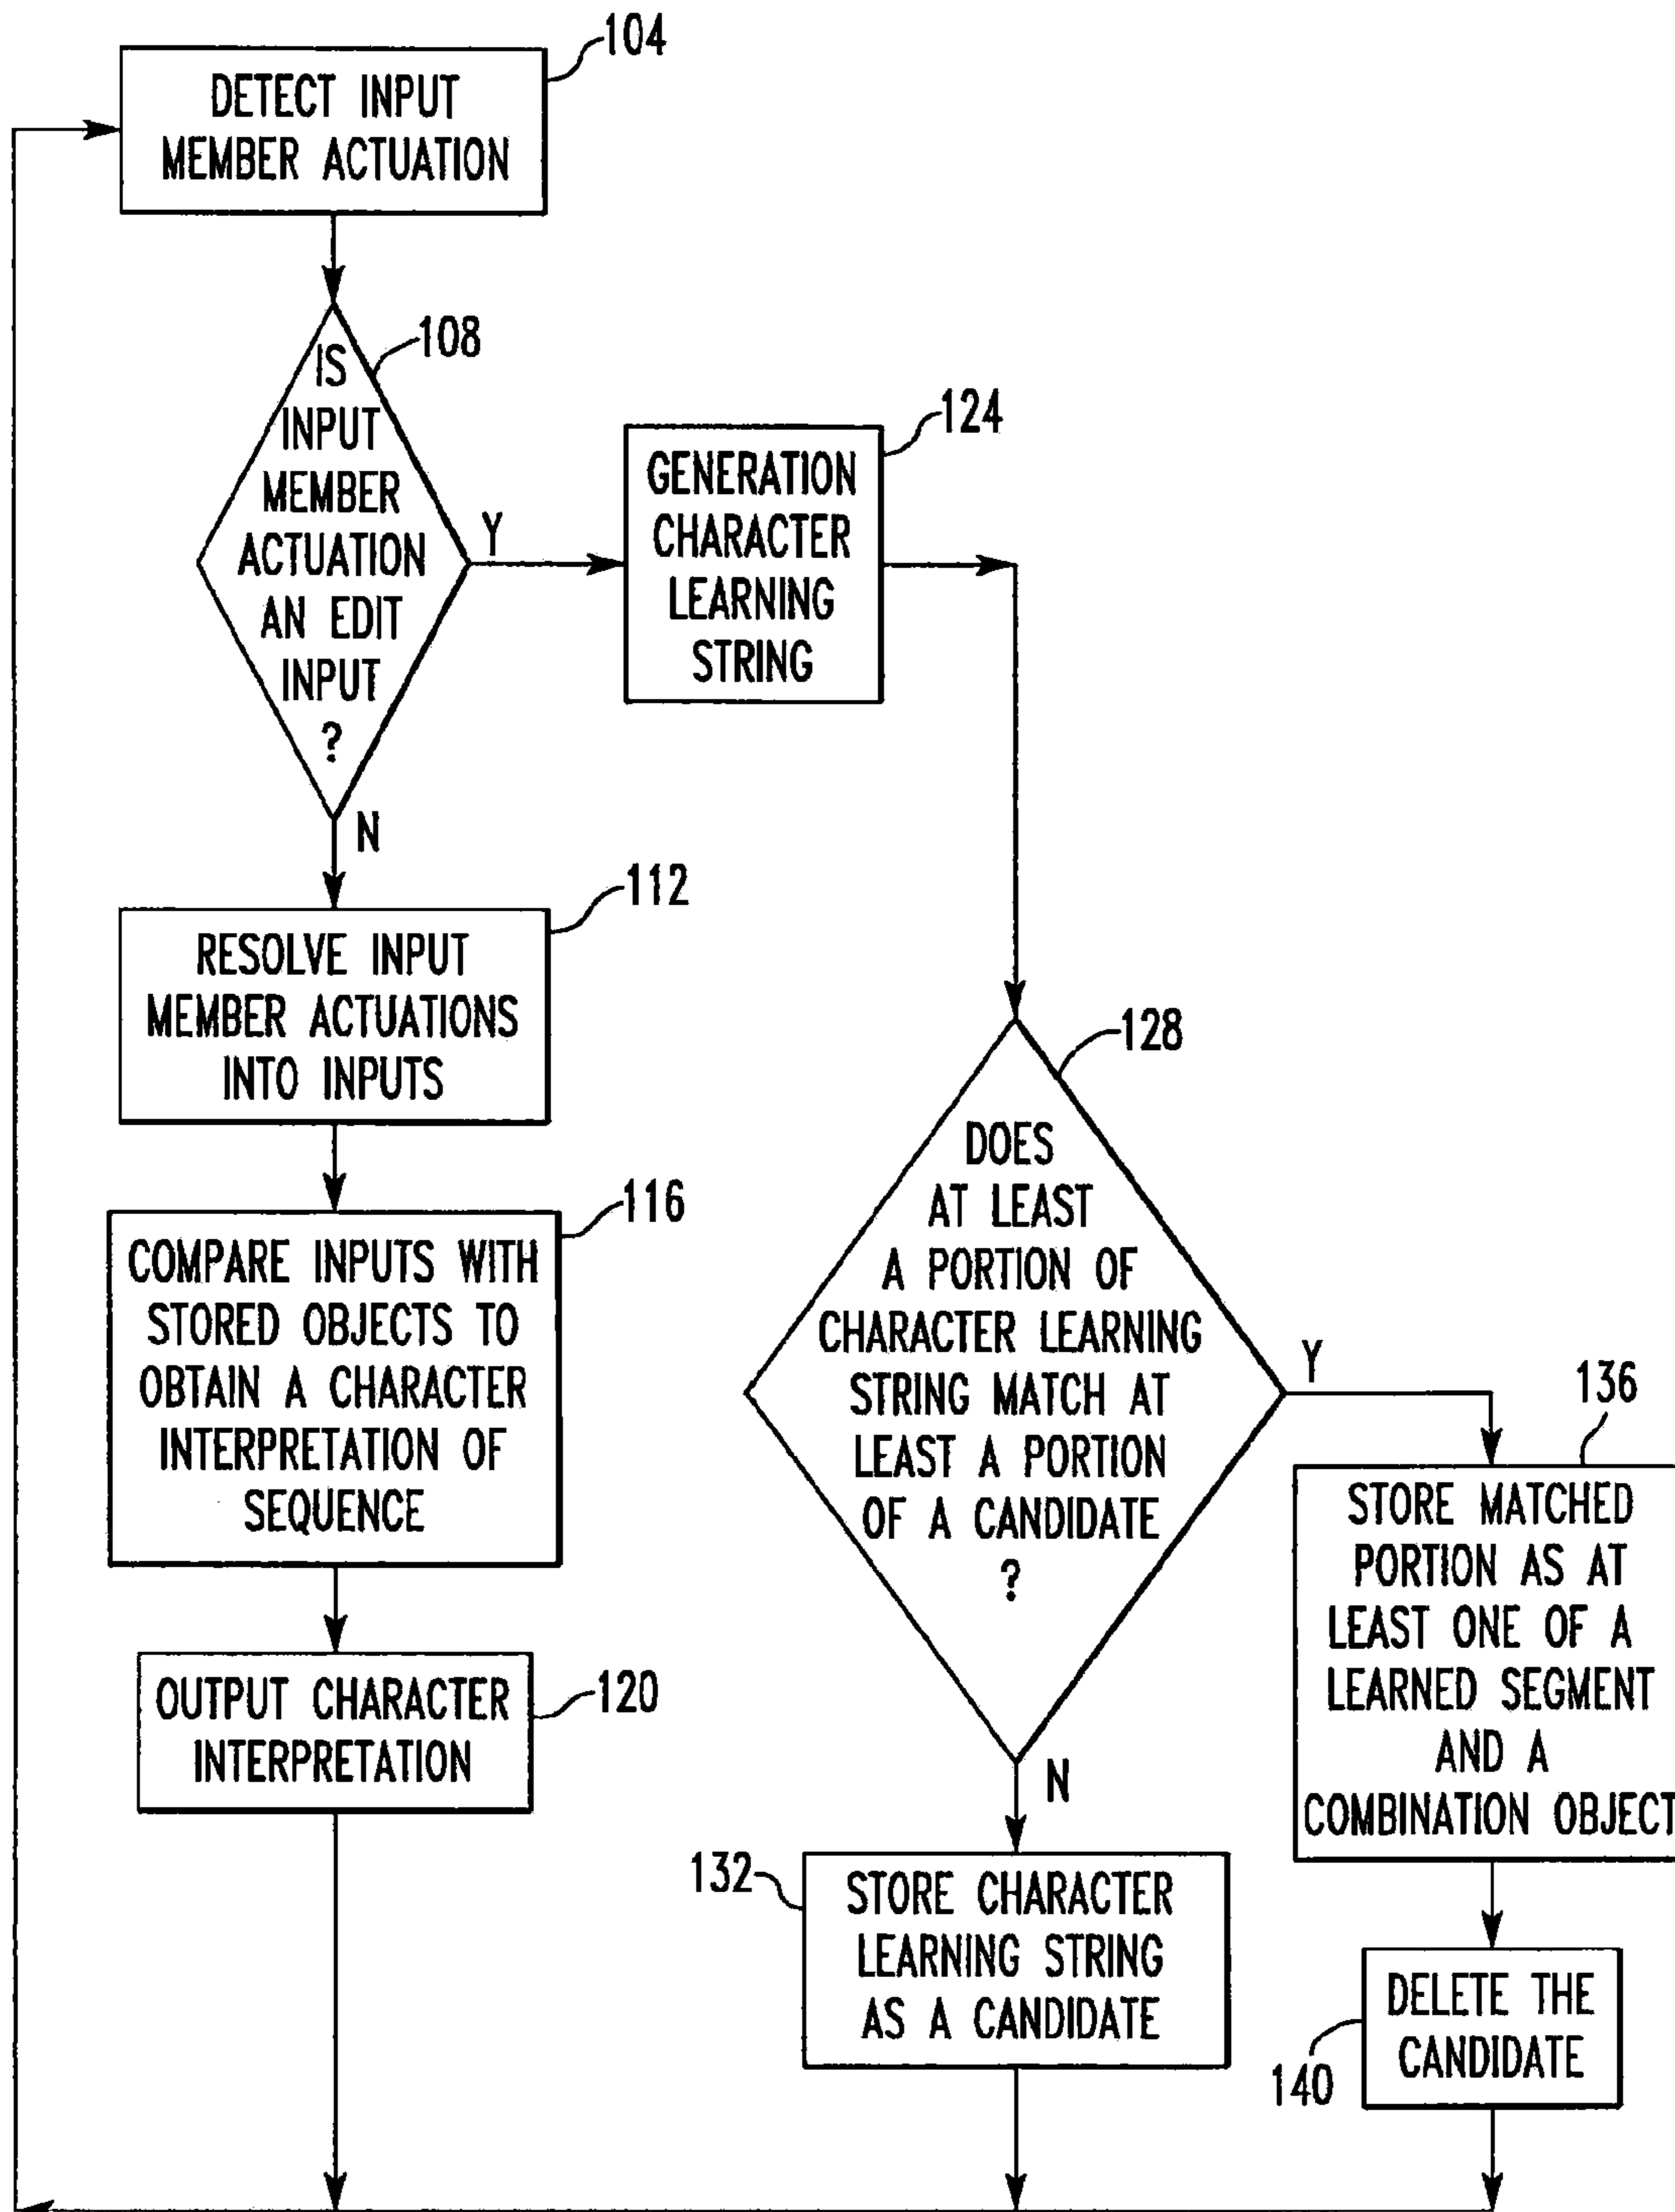 104
DETECT INPUT
MEMBER ACTUATION
108
IS
INPUT
MEMBER
ACTUATION
AN EDIT
INPUT
?
Y
N
124
GENERATION
CHARACTER
LEARNING
STRING
112
RESOLVE INPUT
MEMBER ACTUATIONS
INTO INPUTS
116
COMPARE INPUTS WITH
STORED OBJECTS TO
OBTAIN A CHARACTER
INTERPRETATION OF
SEQUENCE
120
OUTPUT CHARACTER
INTERPRETATION
128
DOES
AT LEAST
A PORTION OF
CHARACTER LEARNING
STRING MATCH AT
LEAST A PORTION
OF A CANDIDATE
?
Y
N
132
STORE CHARACTER
LEARNING STRING
AS A CANDIDATE
136
STORE MATCHED
PORTION AS AT
LEAST ONE OF A
LEARNED SEGMENT
AND A
COMBINATION OBJECT
140
DELETE THE
CANDIDATE